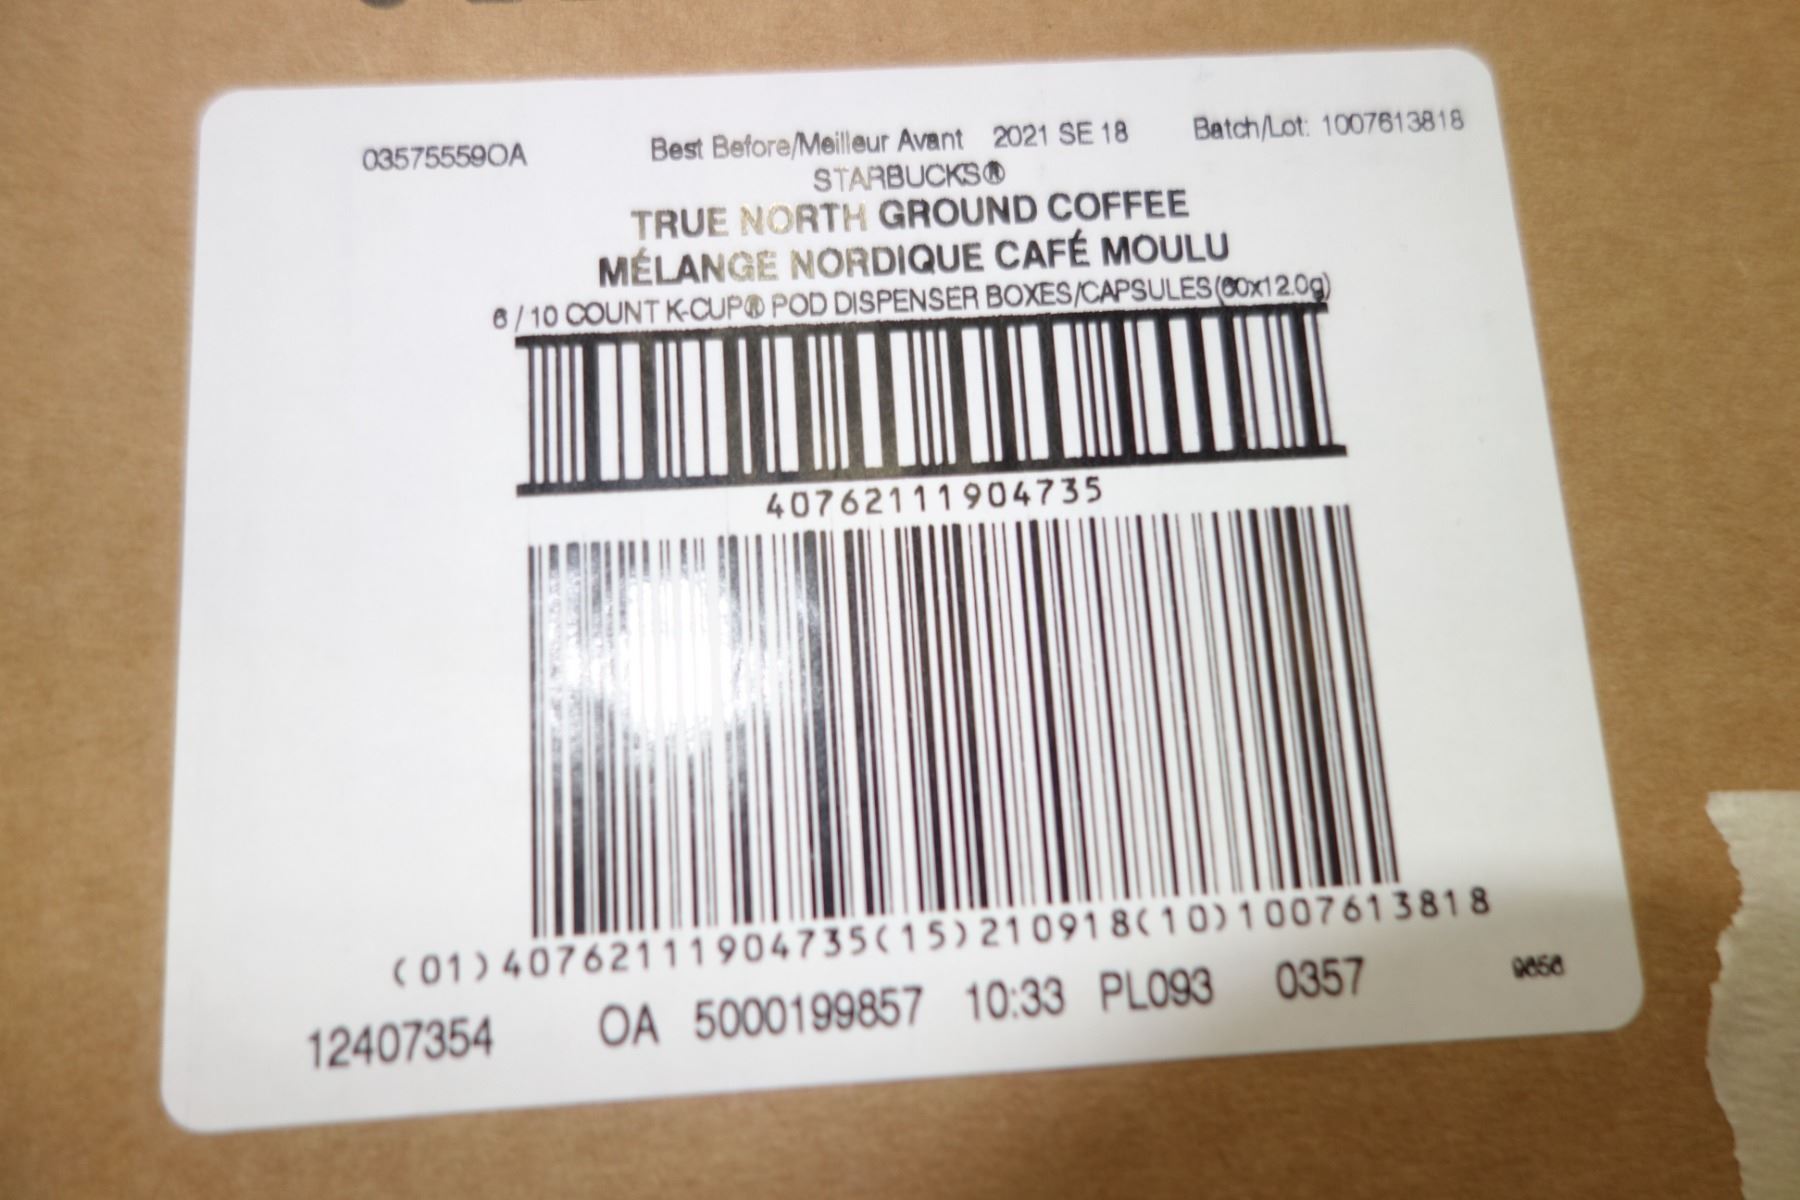 035755590A Best Before/Meilleur Avant 2021 SE 18 Batch/Lot: 1007613818
STARBUCKS®
TRUE NORTH GROUND COFFEE
MÉLANGE NORDIQUE CAFÉ MOULU
6 / 10 COUNT K-CUP® POD DISPENSER BOXES/CAPSULES(60x12.0g)
40762111904735
(01)40762111904735(15)210918(10)1007613818
12407354 OA 5000199857 10:33 PL093 0357